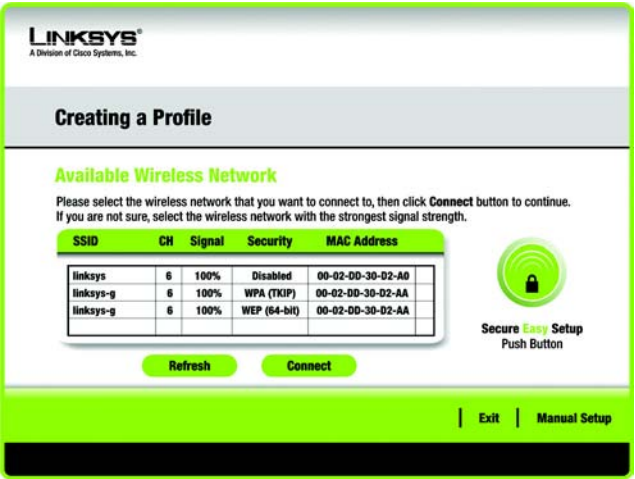 LINKSYS®
A Division of Cisco Systems, Inc.
Creating a Profile
Available Wireless Network
Please select the wireless network that you want to connect to, then click Connect button to continue.
If you are not sure, select the wireless network with the strongest signal strength.
SSID CH Signal Security MAC Address
linksys 6 100% Disabled 00-02-DD-30-D2-A0
linksys-g 6 100% WPA (TKIP) 00-02-DD-30-D2-AA
linksys-g 6 100% WEP (64-bit) 00-02-DD-30-D2-AA
Secure Easy Setup
Push Button
Refresh Connect
Exit Manual Setup